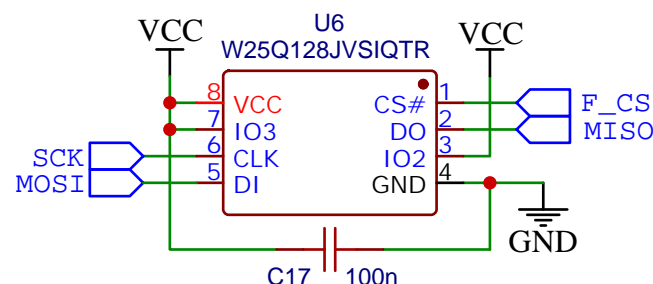 U6
VCC W25Q128JVSIQTR VCC
8 VCC CS# 1 F_CS
7 IO3 DO 2 MISO
SCK 6 CLK IO2 3
MOSI 5 DI GND 4
GND
C17 100n